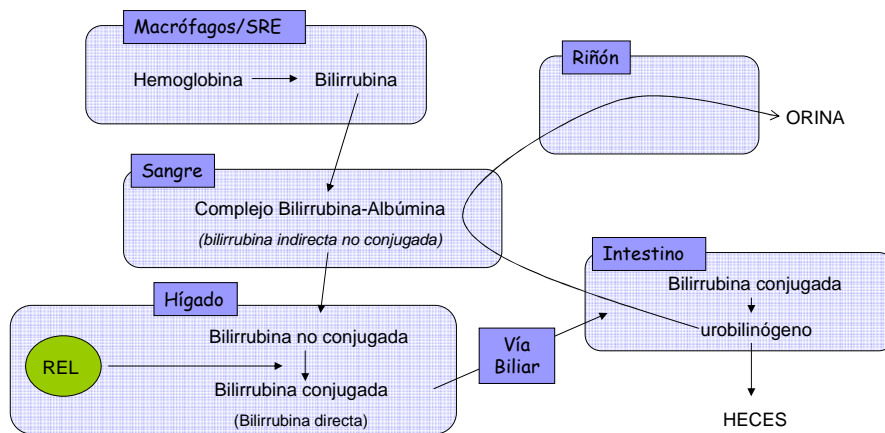 Macrófagos/SRE
Hemoglobina
Bilirrubina
Riñón
ORINA
Sangre
Complejo Bilirrubina-Albúmina
(bilirrubina indirecta no conjugada)
Intestino
Bilirrubina conjugada
urobilinógeno
HECES
Hígado
Bilirrubina no conjugada
REL
Bilirrubina conjugada
(Bilirrubina directa)
Vía
Biliar